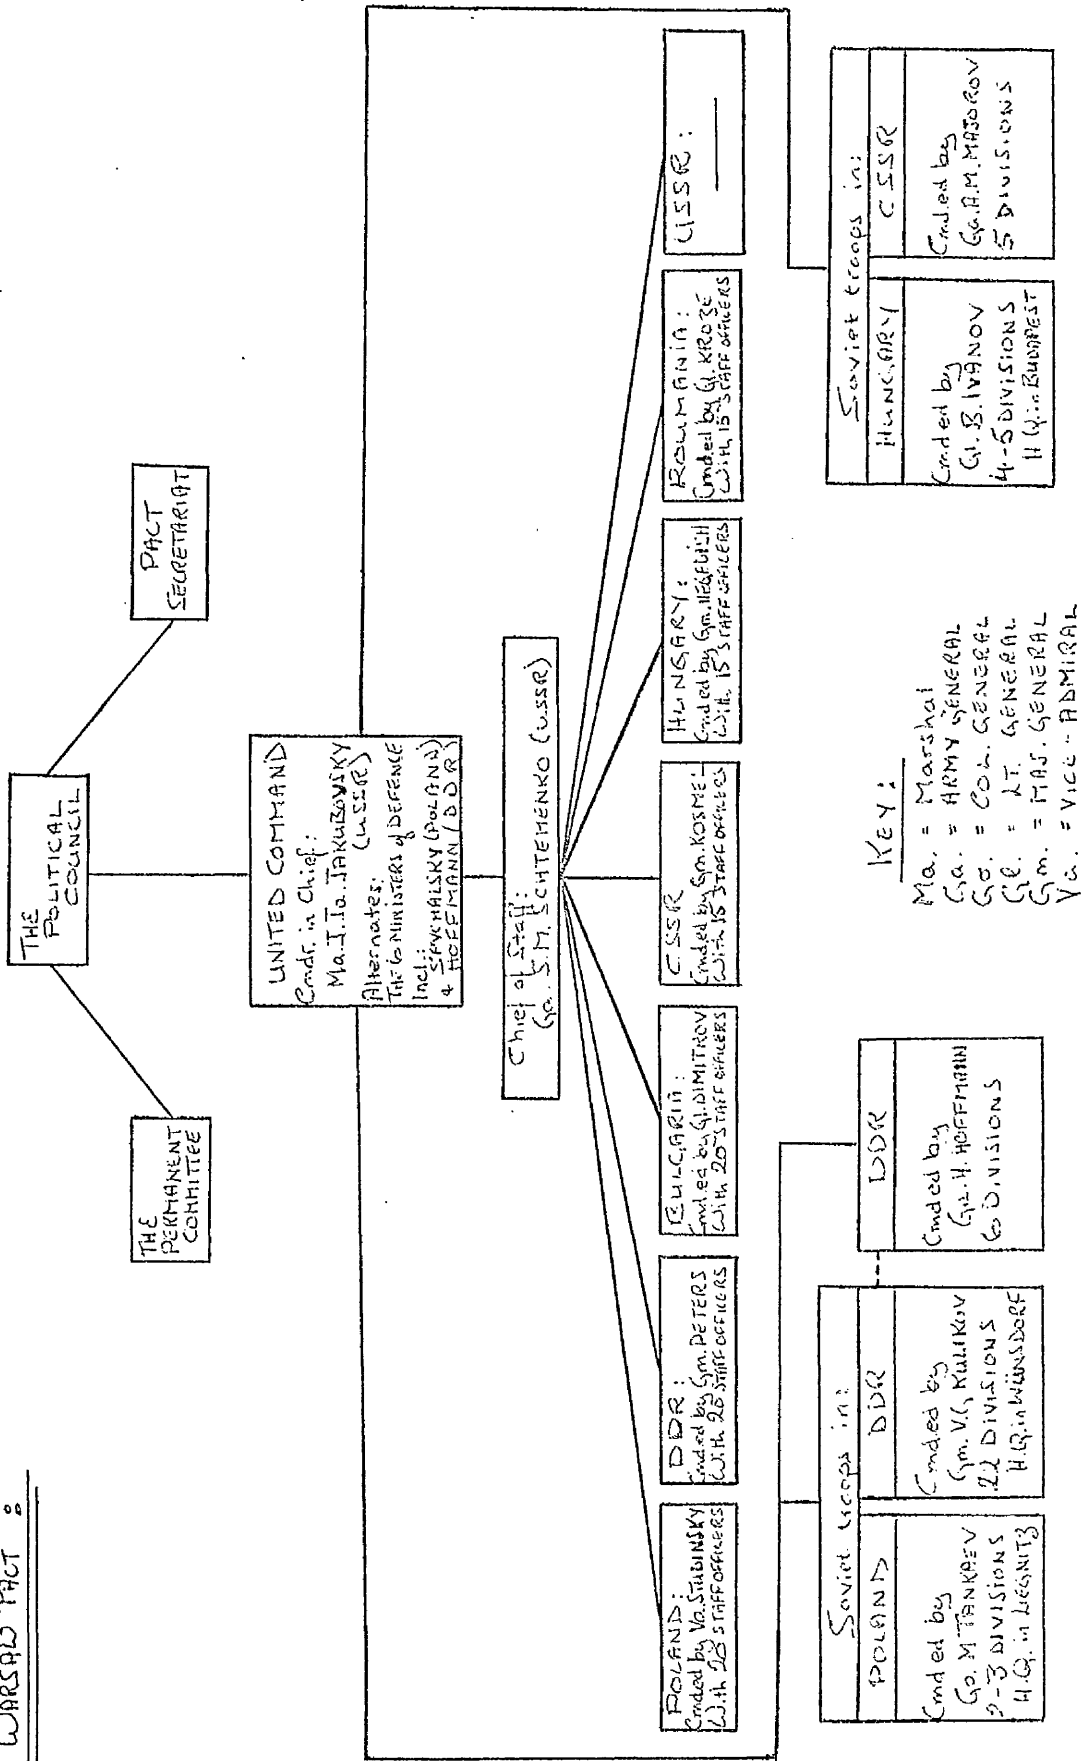 WARSAW PACT :
THE
POLITICAL
COUNCIL
THE
PERMANENT
COMMITTEE
PACT
SECRETARIAT
UNITED COMMAND
Cmdr. in Chief:
Ma. I. Ia. JAKUBOVSKY
(USSR)
Alternates:
THE 6 MINISTERS of DEFENCE
Incl.:
(POLAND)
& HOFFMANN (DDR)
Chief of Staff:
Ga. S.M. SCHTEMENKO (USSR)
POLAND:
Cmded by Va. STUDINSKY
With STAFF OFFICERS
DDR:
Cmded by Gm. PETERS
With 20 STAFF OFFICERS
BULGARIA:
Cmded by Gl. DIMITROV
With 20 STAFF OFFICERS
CSSR
Cmded by Gm. KOSMEL
With 15 STAFF OFFICERS
HUNGARY:
Cmded by Gm.
With 15 STAFF OFFICERS
ROUMANIA:
Cmded by Gl.
With 15 STAFF OFFICERS
USSR:
Soviet troops in:
POLAND
Cmded by
Go. M TANKAEV
2-3 DIVISIONS
H.Q. in LIEGNITZ
DDR
Cmded by
Gm. V.G. KULIKOV
22 DIVISIONS
H.Q. in WÜNSDORF
DDR
Cmded by
Ga. H. HOFFMANN
6 DIVISIONS
Soviet troops in:
HUNGARY
Cmded by
Gl. B. IVANOV
4-5 DIVISIONS
H.Q. in BUDAPEST
CSSR
Cmded by
Ga. A.M. MAJOROV
5 DIVISIONS
KEY:
Ma. = Marshal
Ga. = ARMY GENERAL
Go. = COL. GENERAL
Gl. = LT. GENERAL
Gm. = MAJ. GENERAL
Va. = VICE-ADMIRAL